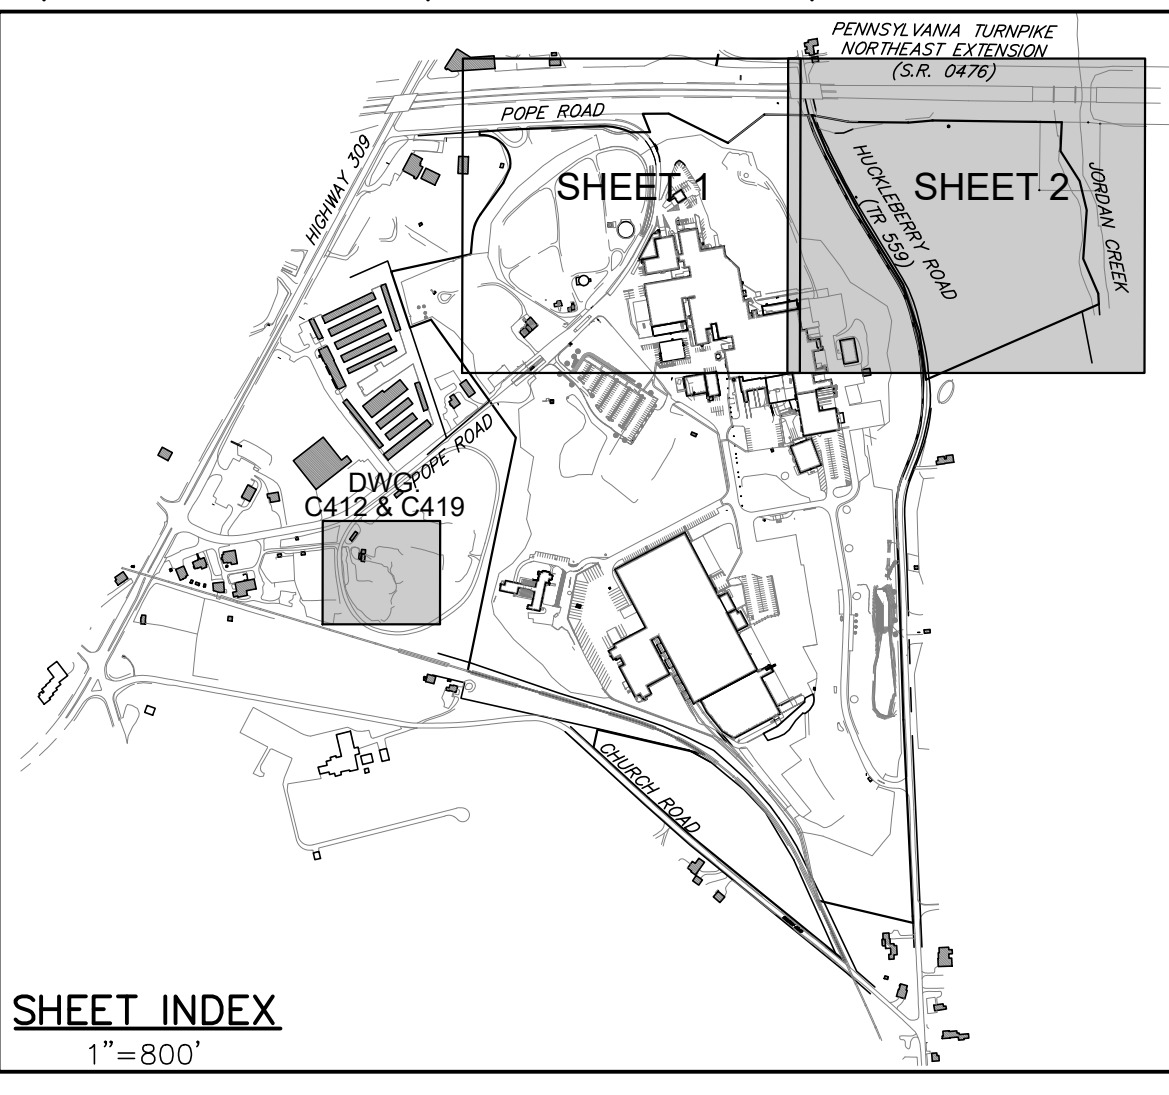 PENNSYLVANIA TURNPIKE
NORTHEAST EXTENSION
(S.R. 0476)
POPE ROAD
HIGHWAY 309
SHEET 1
HUCKLEBERRY ROAD
(TR 559)
SHEET 2
JORDAN CREEK
POPE ROAD
DWG.
C412 & C419
CHURCH ROAD
SHEET INDEX
1"=800'